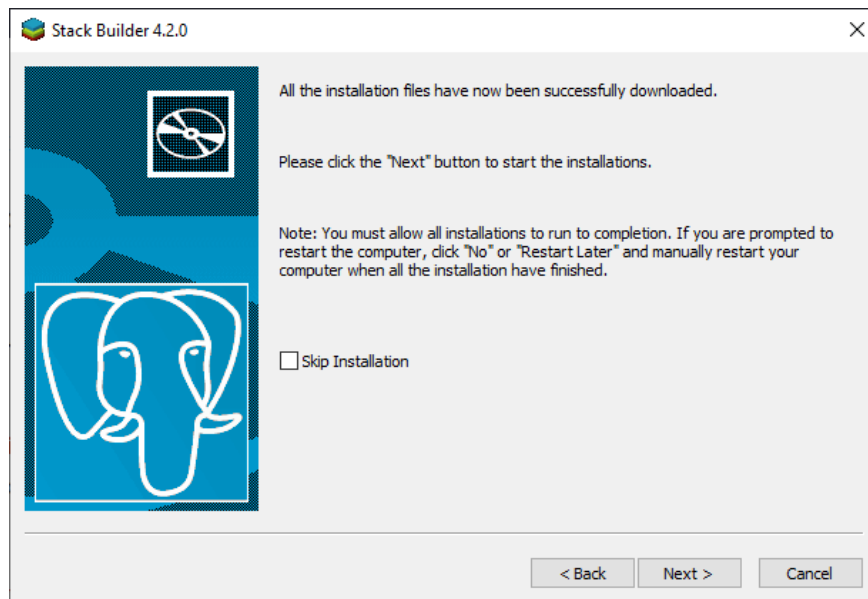 Stack Builder 4.2.0
All the installation files have now been successfully downloaded.
Please click the "Next" button to start the installations.
Note: You must allow all installations to run to completion. If you are prompted to
restart the computer, click "No" or "Restart Later" and manually restart your
computer when all the installation have finished.
Skip Installation
< Back
Next >
Cancel